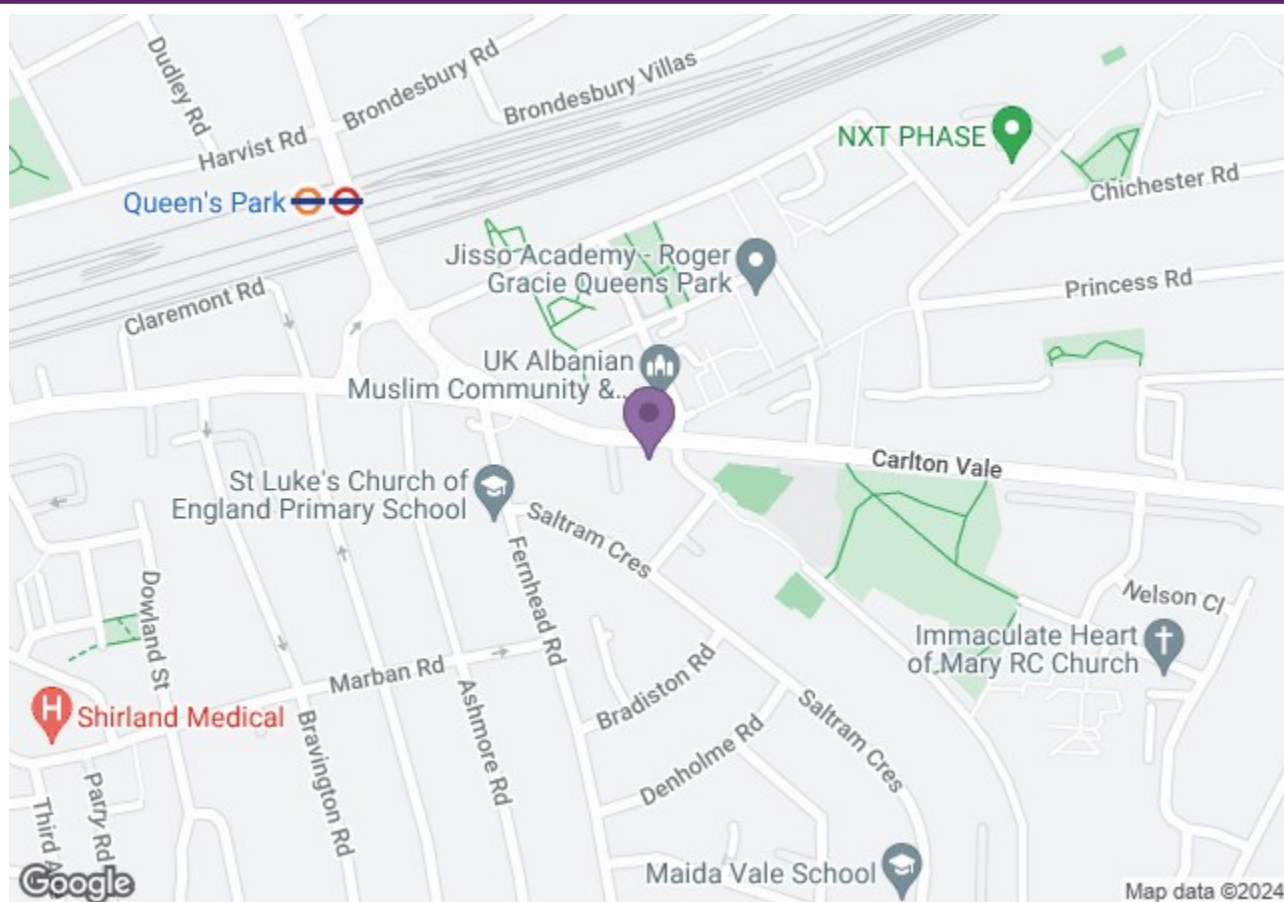 Dudley Rd
Brondesbury Rd
Brondesbury Villas
Harvist Rd
NXT PHASE
Chichester Rd
Queen's Park
Jisso Academy - Roger
Gracie Queens Park
Princess Rd
Claremont Rd
UK Albanian
Muslim Community &..
Carlton Vale
St Luke's Church of
England Primary School
Saltram Cres
Fernhead Rd
Dowland St
Nelson Cl
Immaculate Heart
of Mary RC Church
Marban Rd
Bradiston Rd
Ashmore Rd
H
Shirland Medical
Bravington Rd
Saltram Cres
Denholme Rd
Parry Rd
Third A
Maida Vale School
Google
Map data ©2024